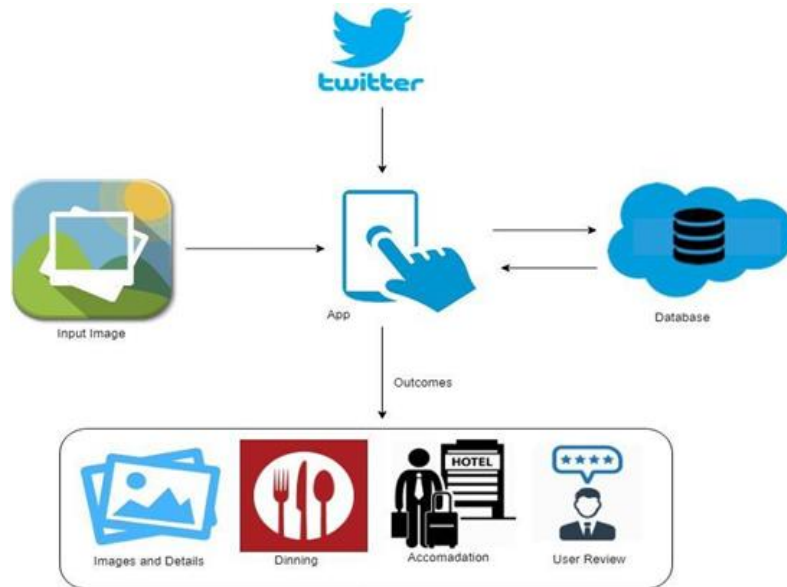 twitter
Input Image
App
Database
Outcomes
HOTEL
Images and Details
Dinning
Accomadation
User Review